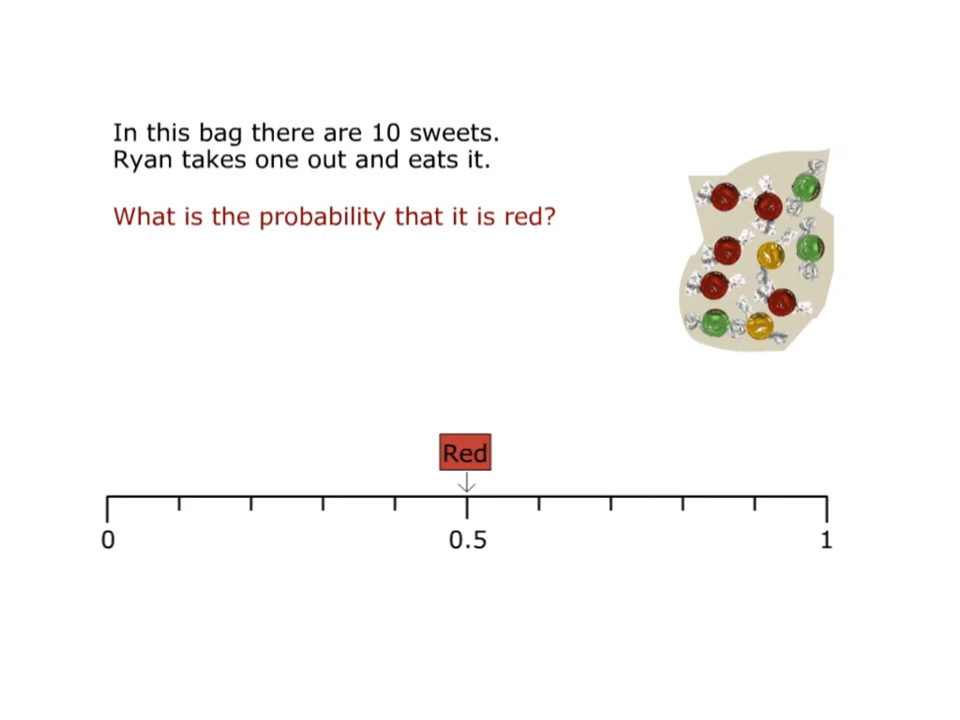 In this bag there are 10 sweets.
Ryan takes one out and eats it.
What is the probability that it is red?
Red
0 0.5 1